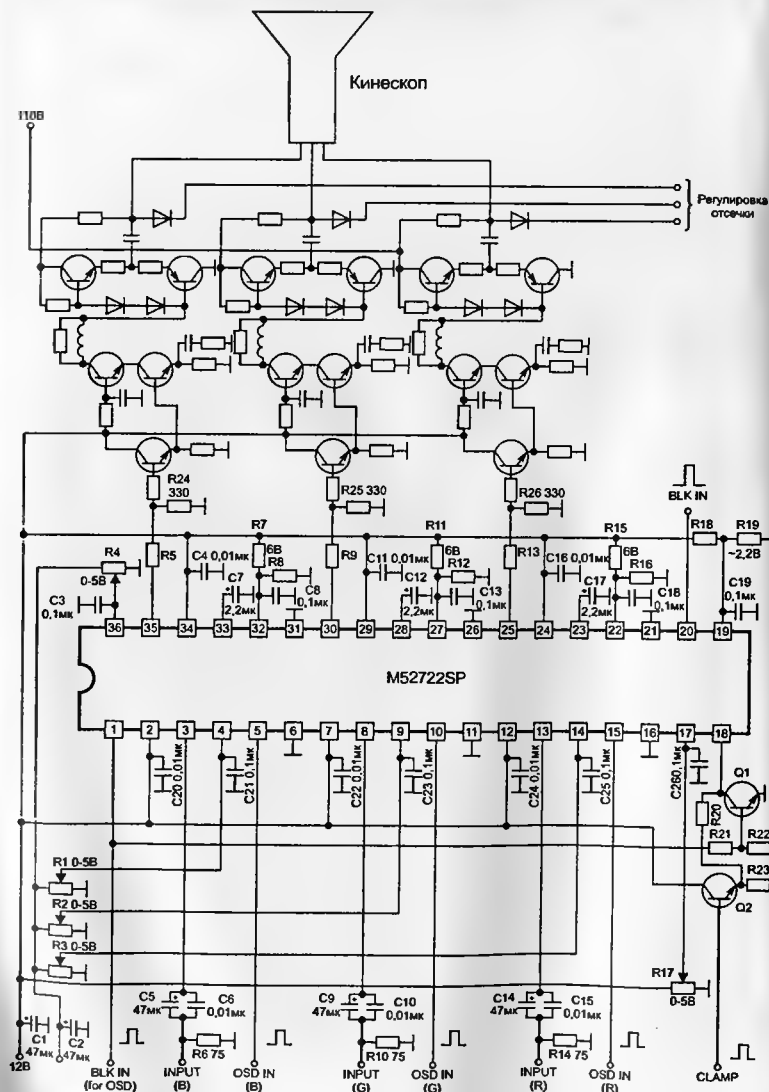 Кинескоп
110В
Регулировка
отсечки
R24
330
R25 330
R26 330
BLK IN
R4
0-5В
R5
C3
0,1мк
C4 0,01мк
R7
6В
R8
C7
2,2мк
C8
0,1мк
R9
C11 0,01мк
R11
6В
R12
C12
2,2мк
C13
0,1мк
R13
C16 0,01мк
R15
6В
R16
C17
2,2мк
C18
0,1мк
R18
R19
~2,2В
C19
0,1мк
36 35 34 33 32 31 30 29 28 27 26 25 24 23 22 21 20 19
M52722SP
1 2 3 4 5 6 7 8 9 10 11 12 13 14 15 16 17 18
C20 0,01мк
C21 0,1мк
C22 0,01мк
C23 0,1мк
C24 0,01мк
C25 0,1мк
C26 0,1мк
Q1
R20
R21
R22
R23
Q2
R1 0-5В
R2 0-5В
R3 0-5В
R17
0-5В
C5
47мк
C6
0,01мк
C9
47мк
C10
0,01мк
C14
47мк
C15
0,01мк
C1
47мк
C2
47мк
12В
R6 75
R10 75
R14 75
BLK IN
(for OSD)
INPUT
(B)
OSD IN
(B)
INPUT
(G)
OSD IN
(G)
INPUT
(R)
OSD IN
(R)
CLAMP